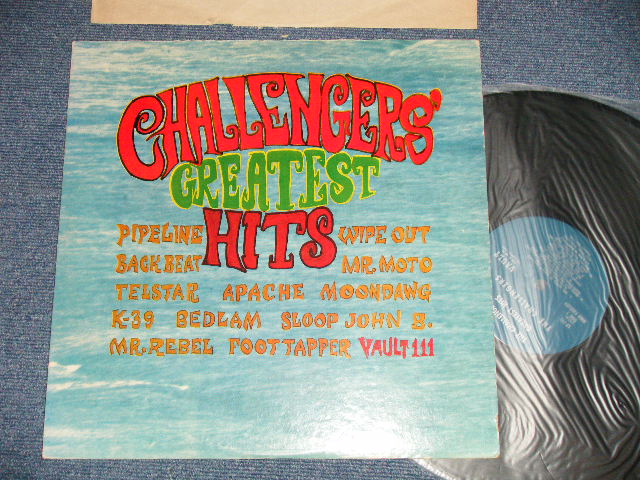 CHALLENGERS'
GREATEST
HITS
PIPELINE WIPE OUT
BACK BEAT MR. MOTO
TELSTAR APACHE MOONDAWG
K-39 BEDLAM SLOOP JOHN B.
MR. REBEL FOOT TAPPER VAULT 111